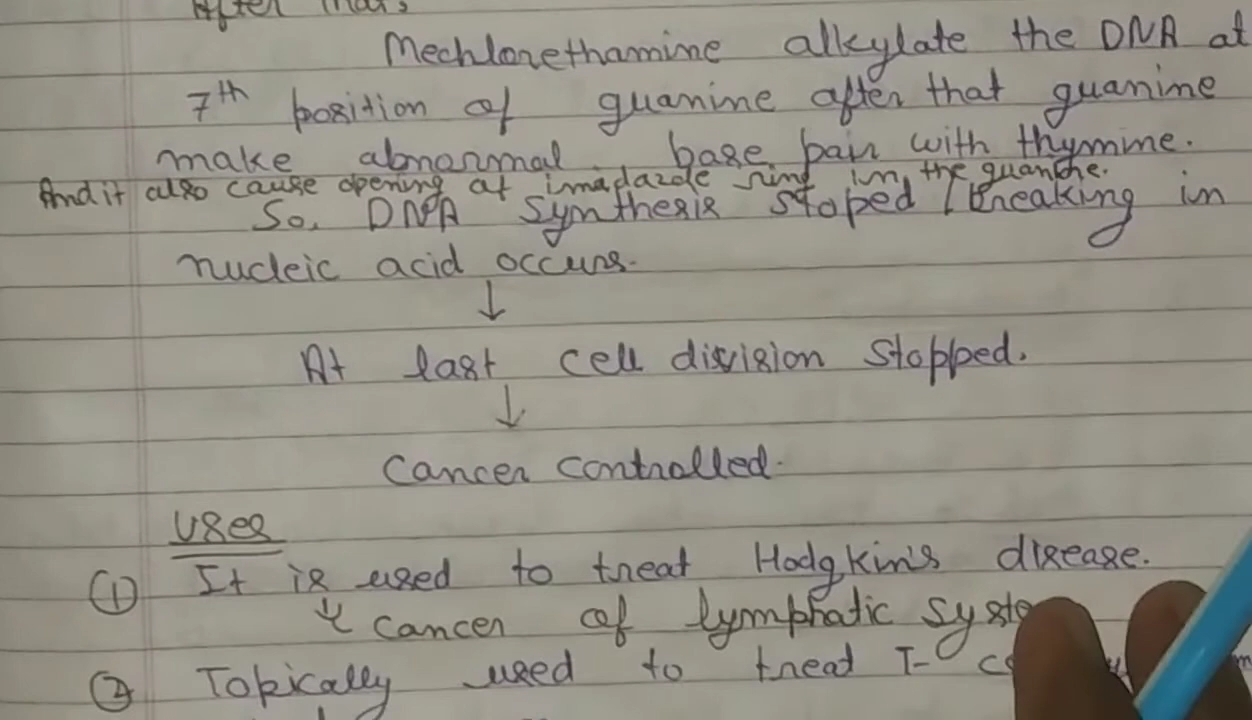 After that,
Mechlorethamine alkylate the DNA at
7th position of guanine after that guanine
make abnormal base pair with thymine.
And it also cause opening of imadazole ring in the guanine.
So, DNA synthesis stoped / breaking in
nucleic acid occurs.
↓
At last cell division stopped.
↓
Cancer controlled.
Uses
① It is used to treat Hodgkin's disease.
↳ cancer of lymphatic syste
② Topically used to treat T-